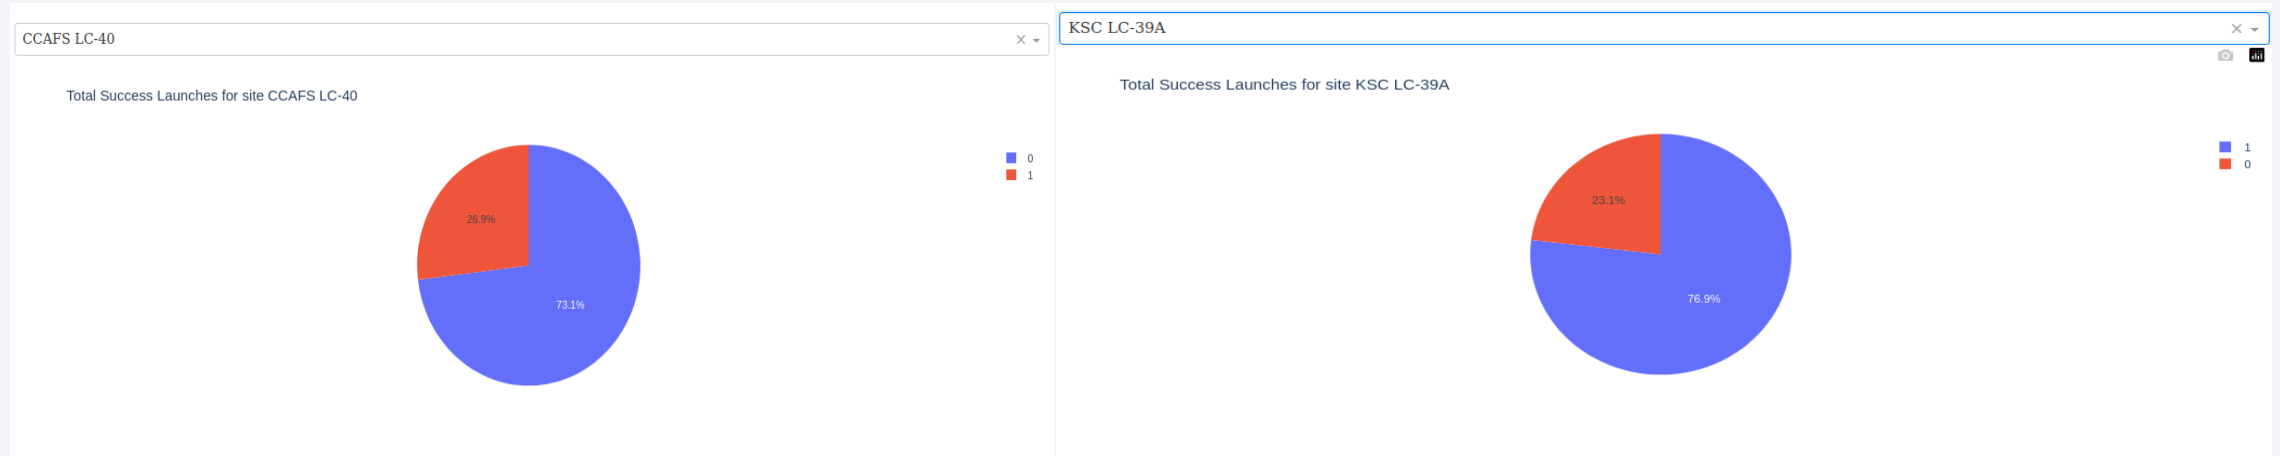 CCAFS LC-40
Total Success Launches for site CCAFS LC-40
0
1
26.9%
73.1%
KSC LC-39A
Total Success Launches for site KSC LC-39A
1
0
23.1%
76.9%